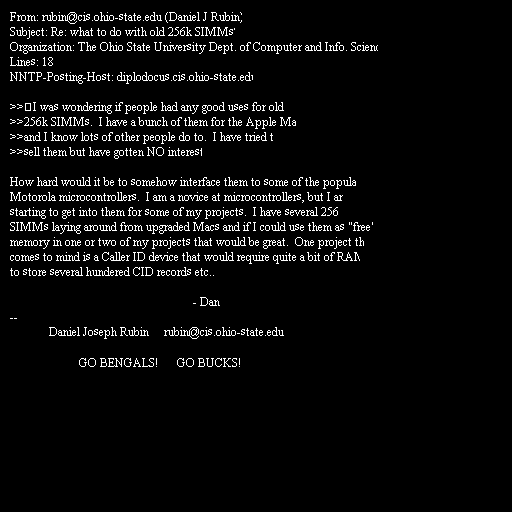 From: rubin@cis.ohio-state.edu (Daniel J Rubin)
Subject: Re: what to do with old 256k SIMMs?
Organization: The Ohio State University Dept. of Computer and Info. Scienc
Lines: 18
NNTP-Posting-Host: diplodocus.cis.ohio-state.edu

>>□I was wondering if people had any good uses for old
>>256k SIMMs.  I have a bunch of them for the Apple Ma
>>and I know lots of other people do to.  I have tried t
>>sell them but have gotten NO interest

How hard would it be to somehow interface them to some of the popula
Motorola microcontrollers.  I am a novice at microcontrollers, but I ar
starting to get into them for some of my projects.  I have several 256
SIMMs laying around from upgraded Macs and if I could use them as "free"
memory in one or two of my projects that would be great.  One project th
comes to mind is a Caller ID device that would require quite a bit of RAM
to store several hundered CID records etc..

- Dan
--
Daniel Joseph Rubin     rubin@cis.ohio-state.edu

GO BENGALS!      GO BUCKS!